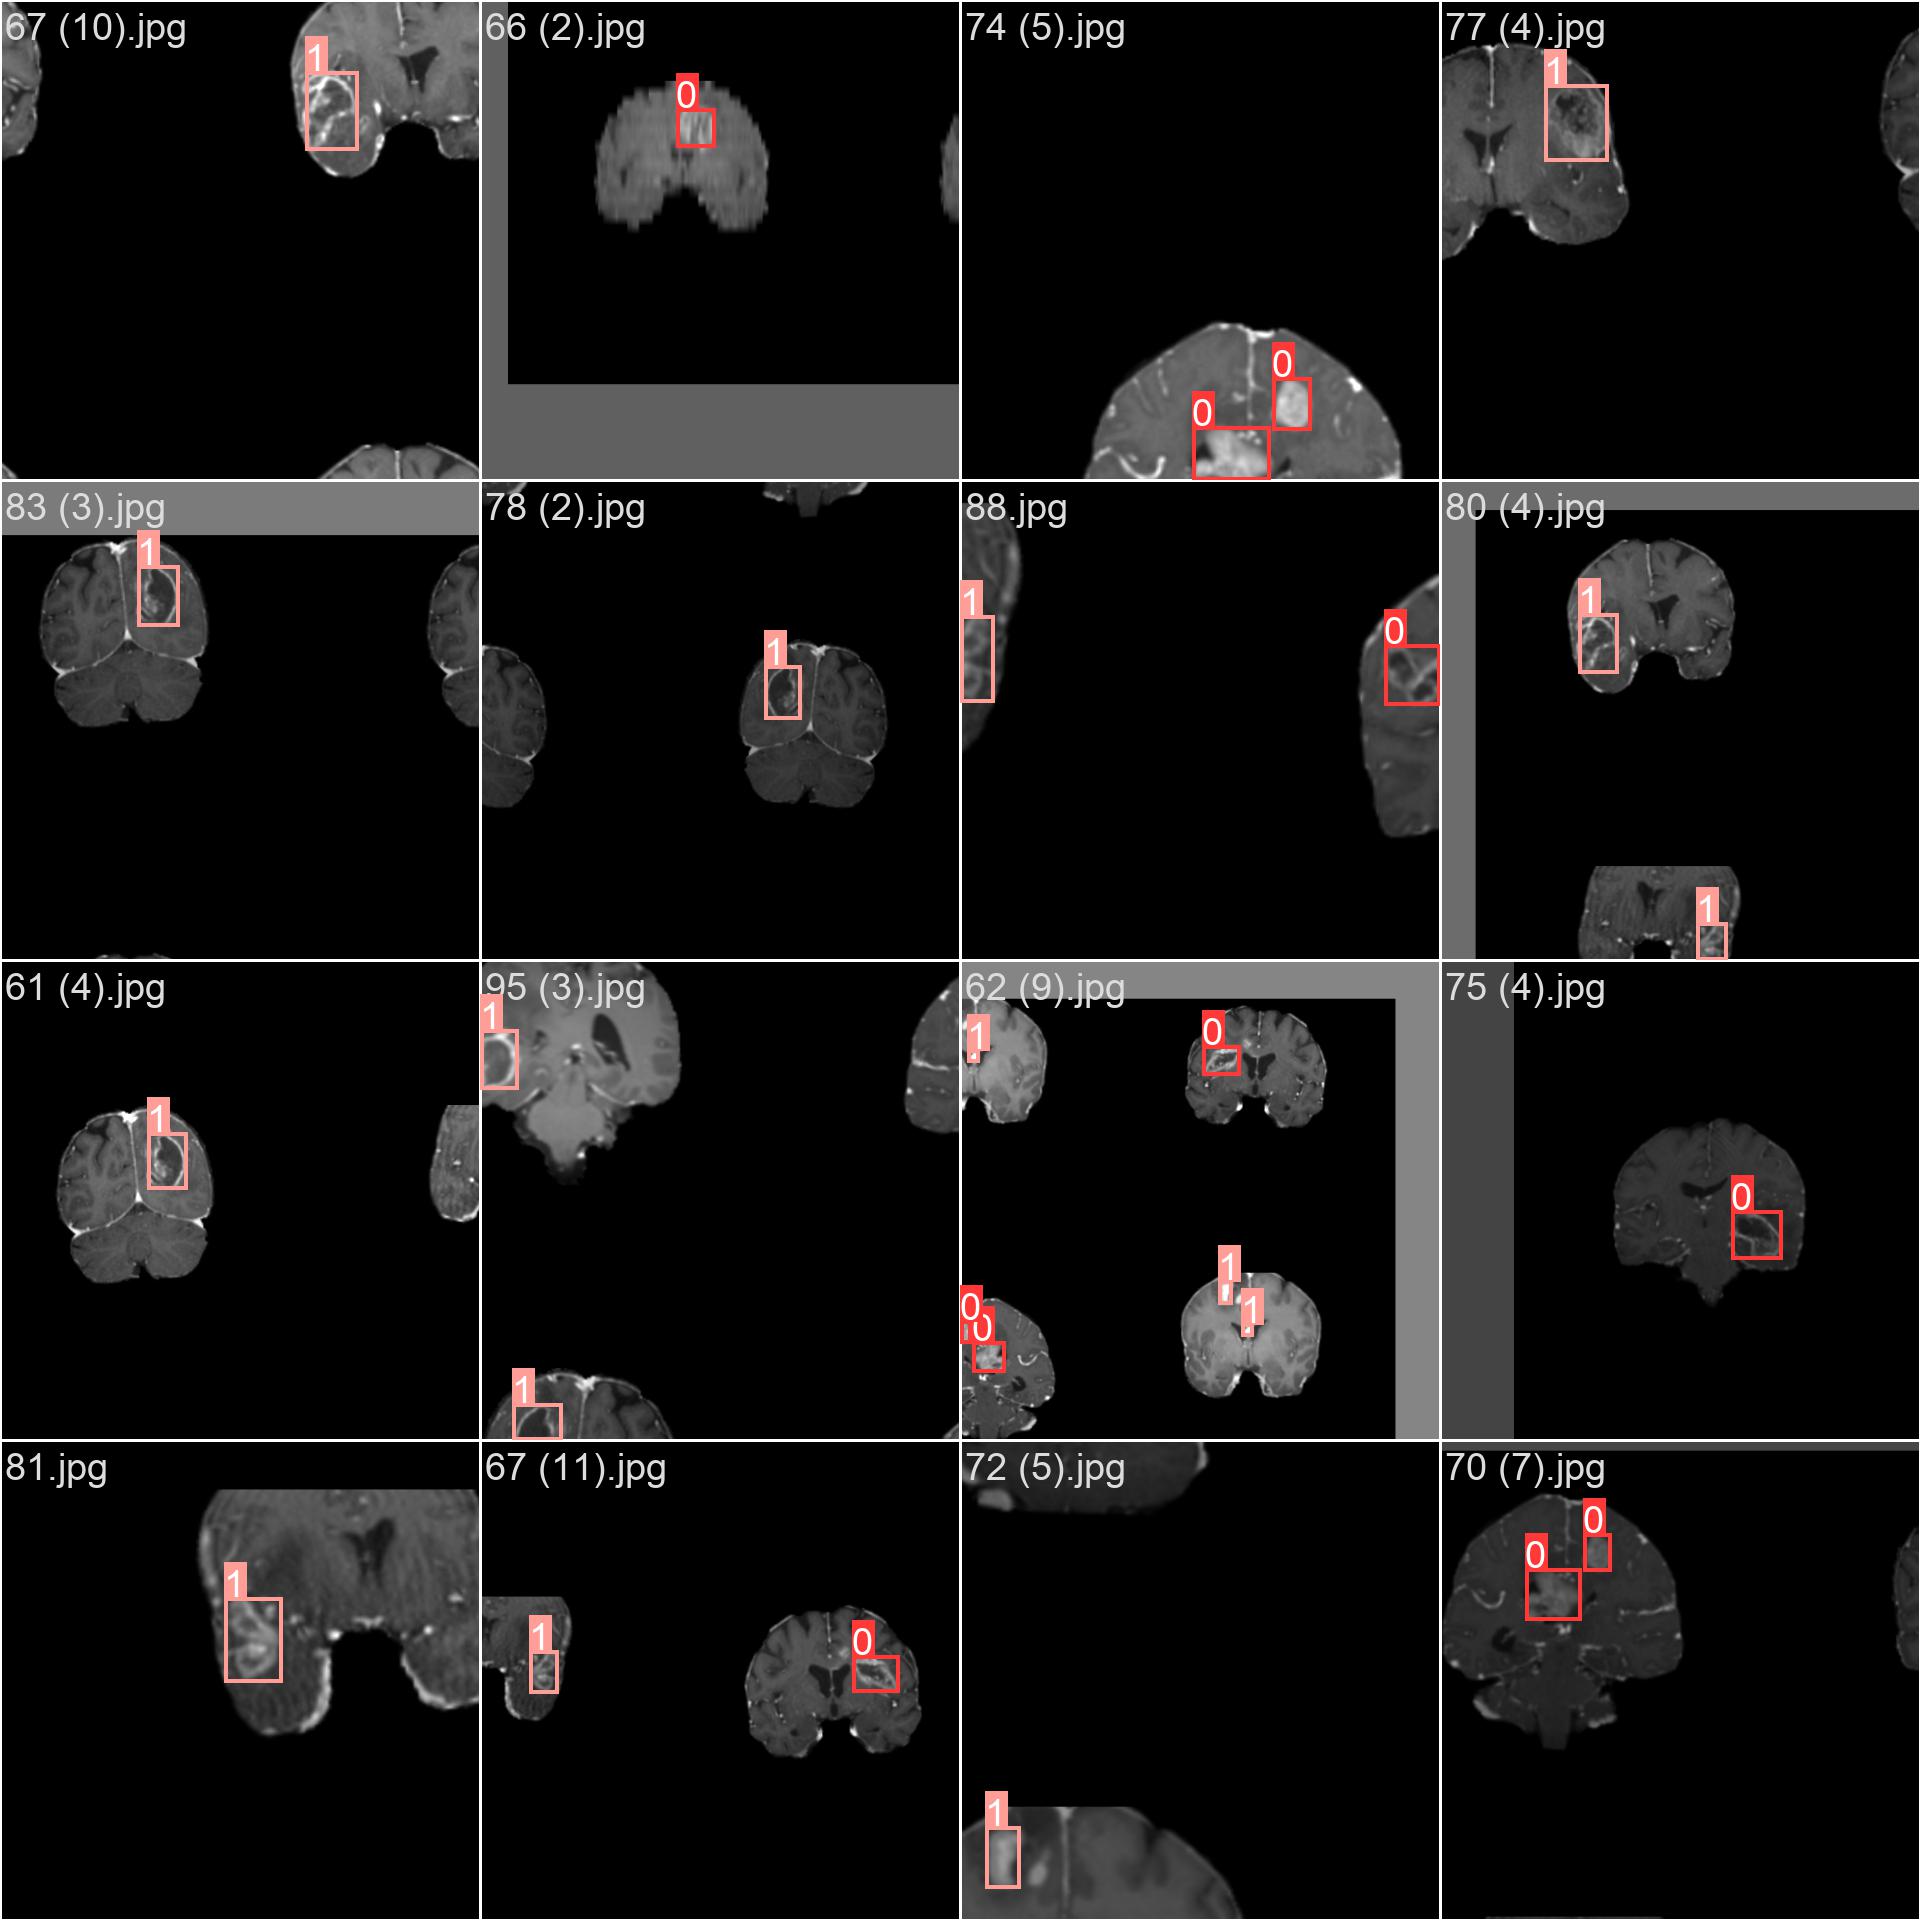 67 (10).jpg
1
66 (2).jpg
0
74 (5).jpg
0
0
77 (4).jpg
1
83 (3).jpg
1
78 (2).jpg
1
88.jpg
1
0
80 (4).jpg
1
1
61 (4).jpg
1
95 (3).jpg
1
1
62 (9).jpg
1
0
1
1
0
0
75 (4).jpg
0
81.jpg
1
67 (11).jpg
1
0
72 (5).jpg
1
70 (7).jpg
0
0